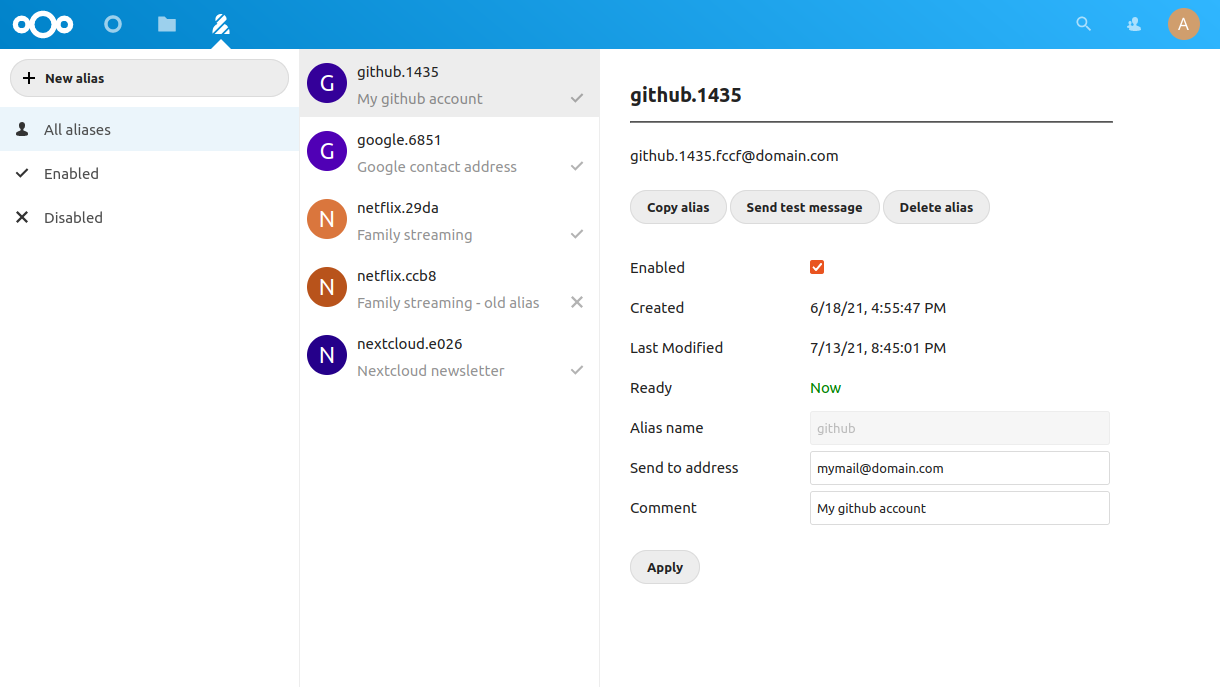 A
New alias
All aliases
Enabled
Disabled
G
github.1435
My github account
G
google.6851
Google contact address
N
netflix.29da
Family streaming
N
netflix.ccb8
Family streaming - old alias
N
nextcloud.e026
Nextcloud newsletter
github.1435
github.1435.fccf@domain.com
Copy alias Send test message Delete alias
Enabled
Created 6/18/21, 4:55:47 PM
Last Modified 7/13/21, 8:45:01 PM
Ready Now
Alias name github
Send to address mymail@domain.com
Comment My github account
Apply